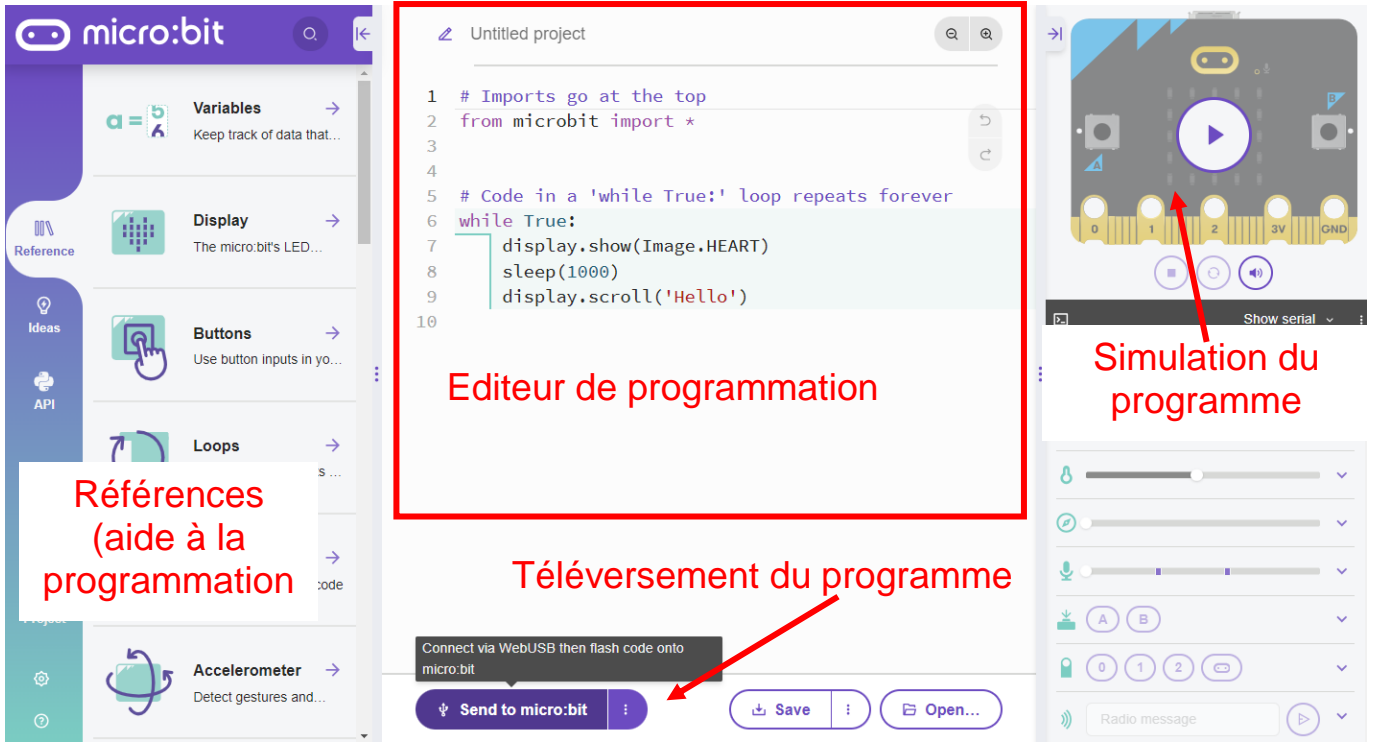 micro:bit
Variables
Keep track of data that...
a =
Display
The micro:bit's LED...
Buttons
Use button inputs in yo...
Loops
s ...
code
Accelerometer
Detect gestures and...
Reference
Ideas
API
Références
(aide à la
programmation
Untitled project
1 # Imports go at the top
2 from microbit import *
3
4
5 # Code in a 'while True:' loop repeats forever
6 while True:
7 display.show(Image.HEART)
8 sleep(1000)
9 display.scroll('Hello')
10
Editeur de programmation
Téléversement du programme
Connect via WebUSB then flash code onto
micro:bit
Send to micro:bit
Save
Open...
A
B
0 1 2 3V GND
Show serial
Simulation du
programme
A B
0 1 2
Radio message